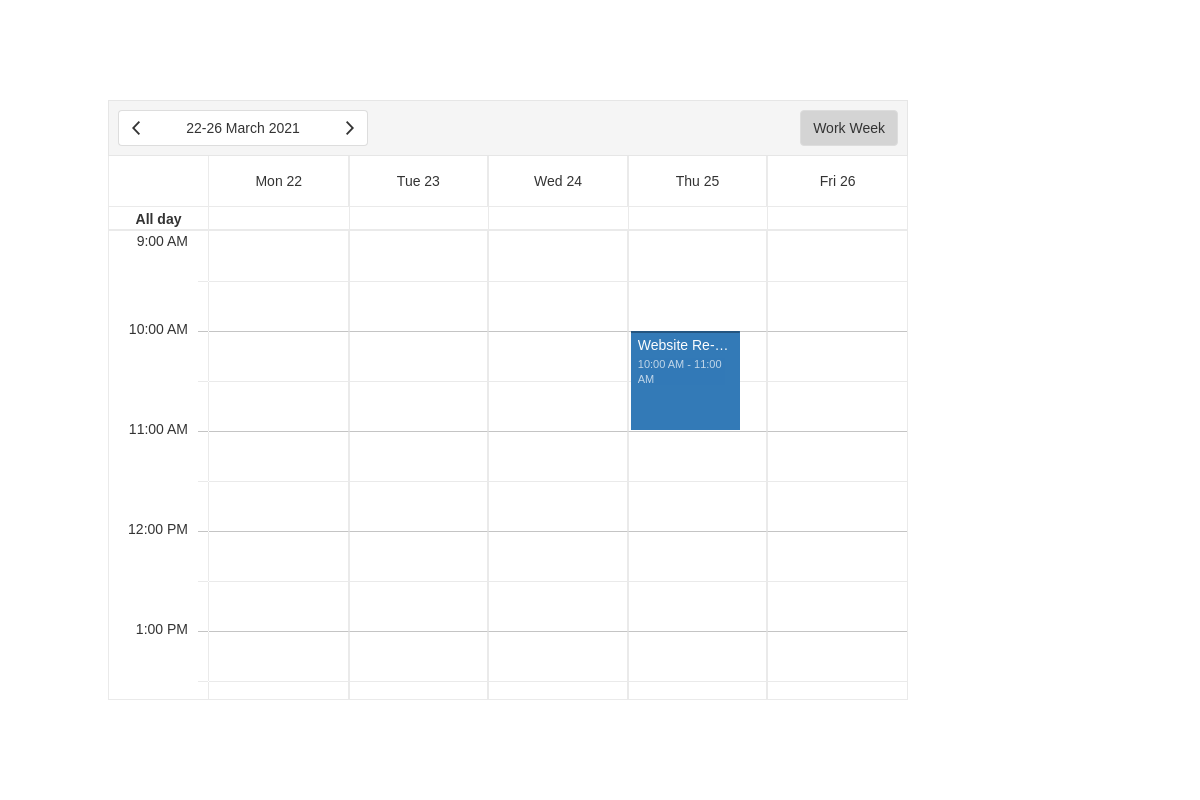 22-26 March 2021
Work Week
Mon 22
Tue 23
Wed 24
Thu 25
Fri 26
All day
9:00 AM
10:00 AM
Website Re-…
10:00 AM - 11:00
AM
11:00 AM
12:00 PM
1:00 PM